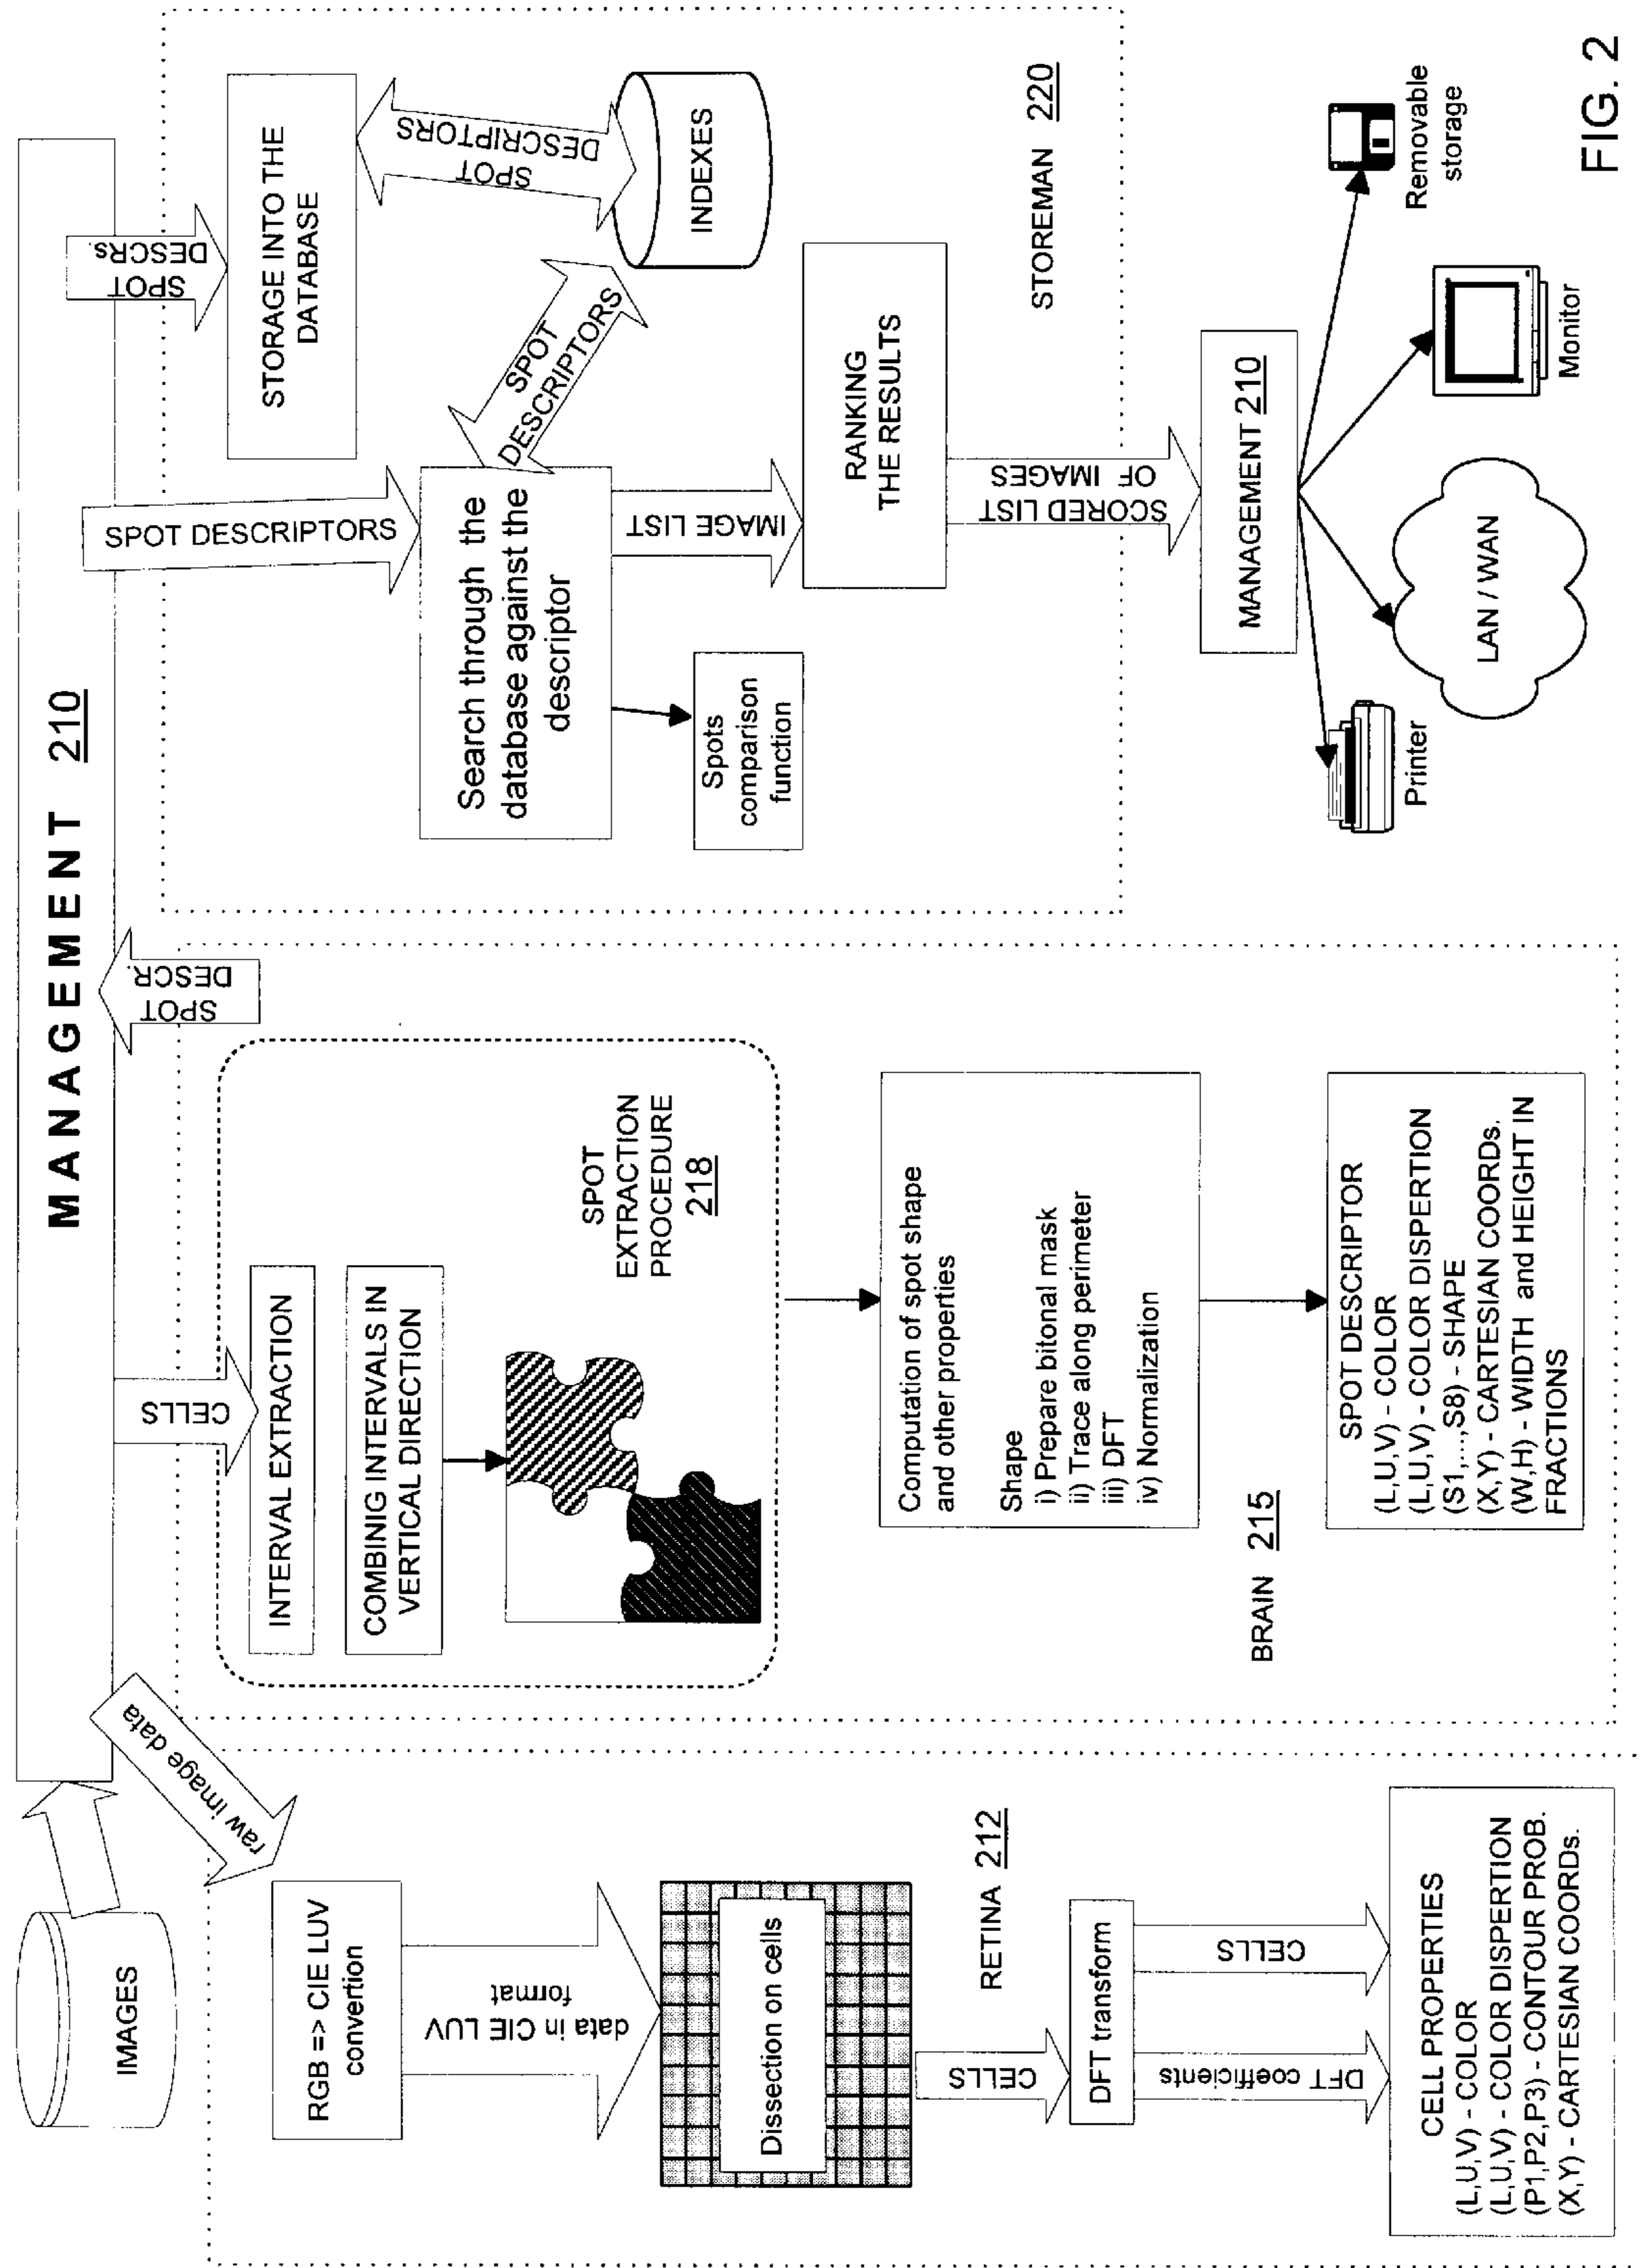 MANAGEMENT 210
IMAGES
raw image data
RGB => CIE LUV
convertion
data in CIE LUV
format
Dissection on cells
RETINA 212
CELLS
DFT transform
DFT coefficients
CELLS
CELL PROPERTIES
(L,U,V) - COLOR
(L,U,V) - COLOR DISPERTION
(P1,P2,P3) - CONTOUR PROB.
(X,Y) - CARTESIAN COORDs.
CELLS
INTERVAL EXTRACTION
COMBINIG INTERVALS IN
VERTICAL DIRECTION
SPOT
EXTRACTION
PROCEDURE
218
SPOT
DESCR.
Computation of spot shape
and other properties
Shape
i) Prepare bitonal mask
ii) Trace along perimeter
iii) DFT
iv) Normalization
BRAIN 215
SPOT DESCRIPTOR
(L,U,V) - COLOR
(L,U,V) - COLOR DISPERTION
(S1,...,S8) - SHAPE
(X,Y) - CARTESIAN COORDs.
(W,H) - WIDTH and HEIGHT IN
FRACTIONS
SPOT DESCRIPTORS
SPOT
DESCRs.
STORAGE INTO THE
DATABASE
SPOT
DESCRIPTORS
INDEXES
SPOT
DESCRIPTORS
Search through the
database against the
descriptor
Spots
comparison
function
IMAGE LIST
RANKING
THE RESULTS
STOREMAN 220
SCORED LIST
OF IMAGES
MANAGEMENT 210
Printer
LAN / WAN
Monitor
Removable
storage
FIG. 2